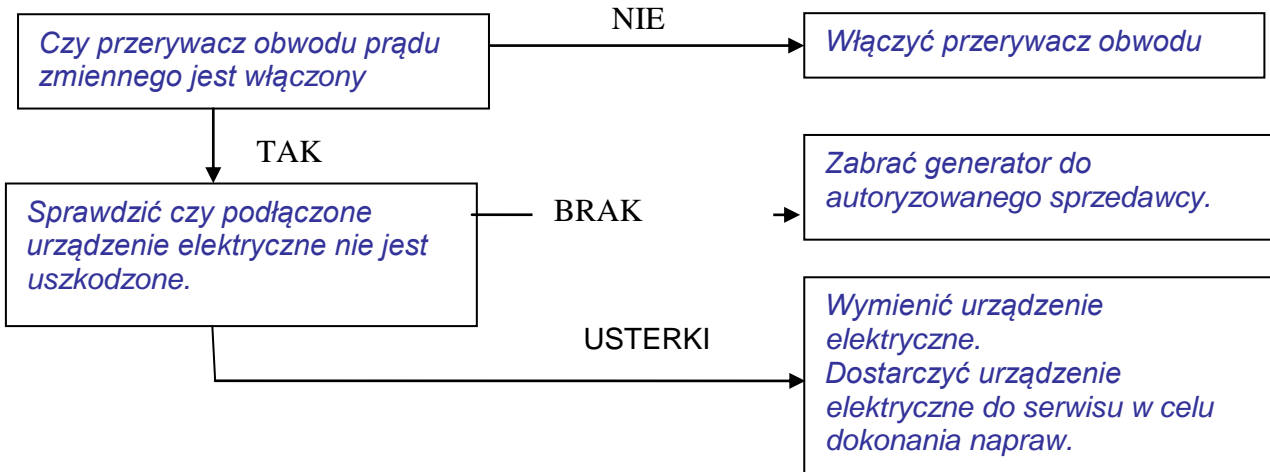 Czy przerywacz obwodu prądu
zmiennego jest włączony
NIE
Włączyć przerywacz obwodu
TAK
Sprawdzić czy podłączone
urządzenie elektryczne nie jest
uszkodzone.
BRAK
Zabrać generator do
autoryzowanego sprzedawcy.
USTERKI
Wymienić urządzenie
elektryczne.
Dostarczyć urządzenie
elektryczne do serwisu w celu
dokonania napraw.